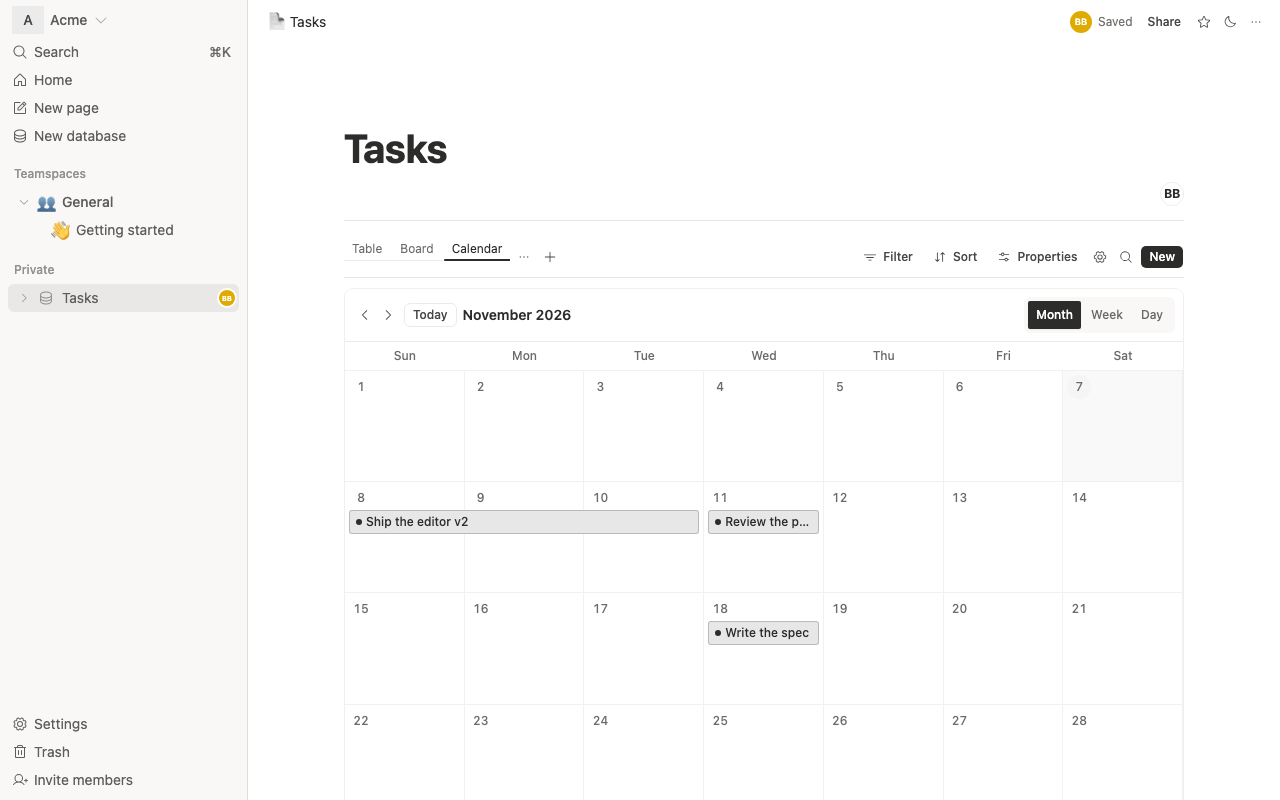 A Acme
Search ⌘K
Home
New page
New database
Teamspaces
General
Getting started
Private
Tasks BB
Settings
Trash
Invite members
Tasks
BB Saved Share
Tasks
BB
Table Board Calendar
Filter Sort Properties New
Today November 2026
Month Week Day
Sun Mon Tue Wed Thu Fri Sat
1 2 3 4 5 6 7
8 9 10 11 12 13 14
Ship the editor v2 Review the p...
15 16 17 18 19 20 21
Write the spec
22 23 24 25 26 27 28